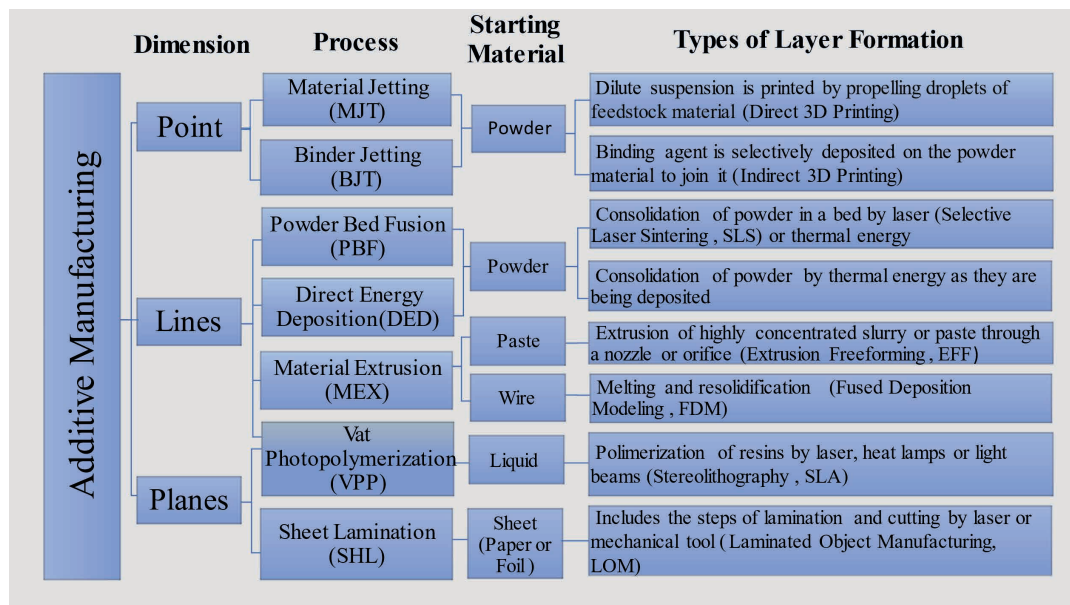 Dimension
Process
Starting
Material
Types of Layer Formation
Additive Manufacturing
Point
Lines
Planes
Material Jetting
(MJT)
Binder Jetting
(BJT)
Powder Bed Fusion
(PBF)
Direct Energy
Deposition(DED)
Material Extrusion
(MEX)
Vat
Photopolymerization
(VPP)
Sheet Lamination
(SHL)
Powder
Powder
Paste
Wire
Liquid
Sheet
(Paper or
Foil)
Dilute suspension is printed by propelling droplets of
feedstock material (Direct 3D Printing)
Binding agent is selectively deposited on the powder
material to join it (Indirect 3D Printing)
Consolidation of powder in a bed by laser (Selective
Laser Sintering , SLS) or thermal energy
Consolidation of powder by thermal energy as they are
being deposited
Extrusion of highly concentrated slurry or paste through
a nozzle or orifice (Extrusion Freeforming , EFF)
Melting and resolidification (Fused Deposition
Modeling , FDM)
Polimerization of resins by laser, heat lamps or light
beams (Stereolithography , SLA)
Includes the steps of lamination and cutting by laser or
mechanical tool ( Laminated Object Manufacturing,
LOM)